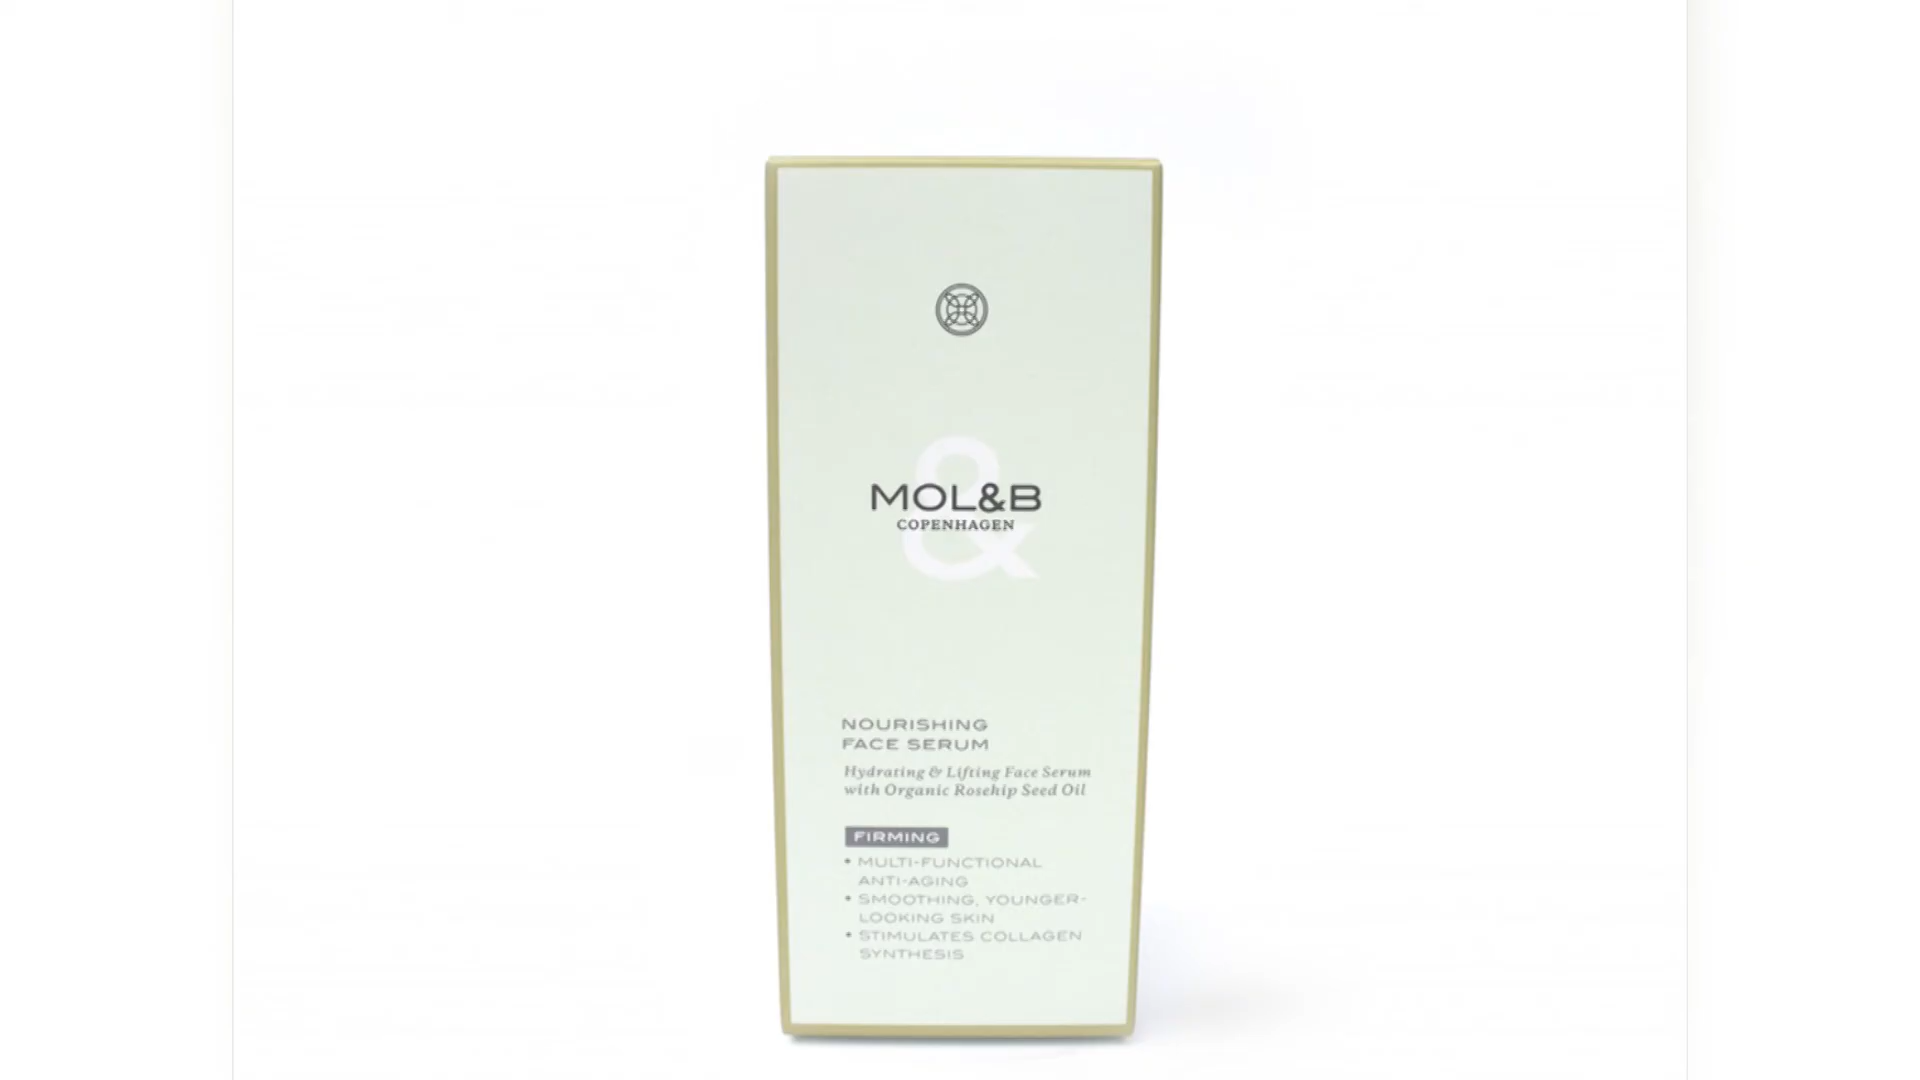 &
MOL&B
COPENHAGEN
NOURISHING
FACE SERUM
Hydrating & Lifting Face Serum
with Organic Rosehip Seed Oil
FIRMING
• MULTI-FUNCTIONAL
ANTI-AGING
• SMOOTHING, YOUNGER-
LOOKING SKIN
• STIMULATES COLLAGEN
SYNTHESIS